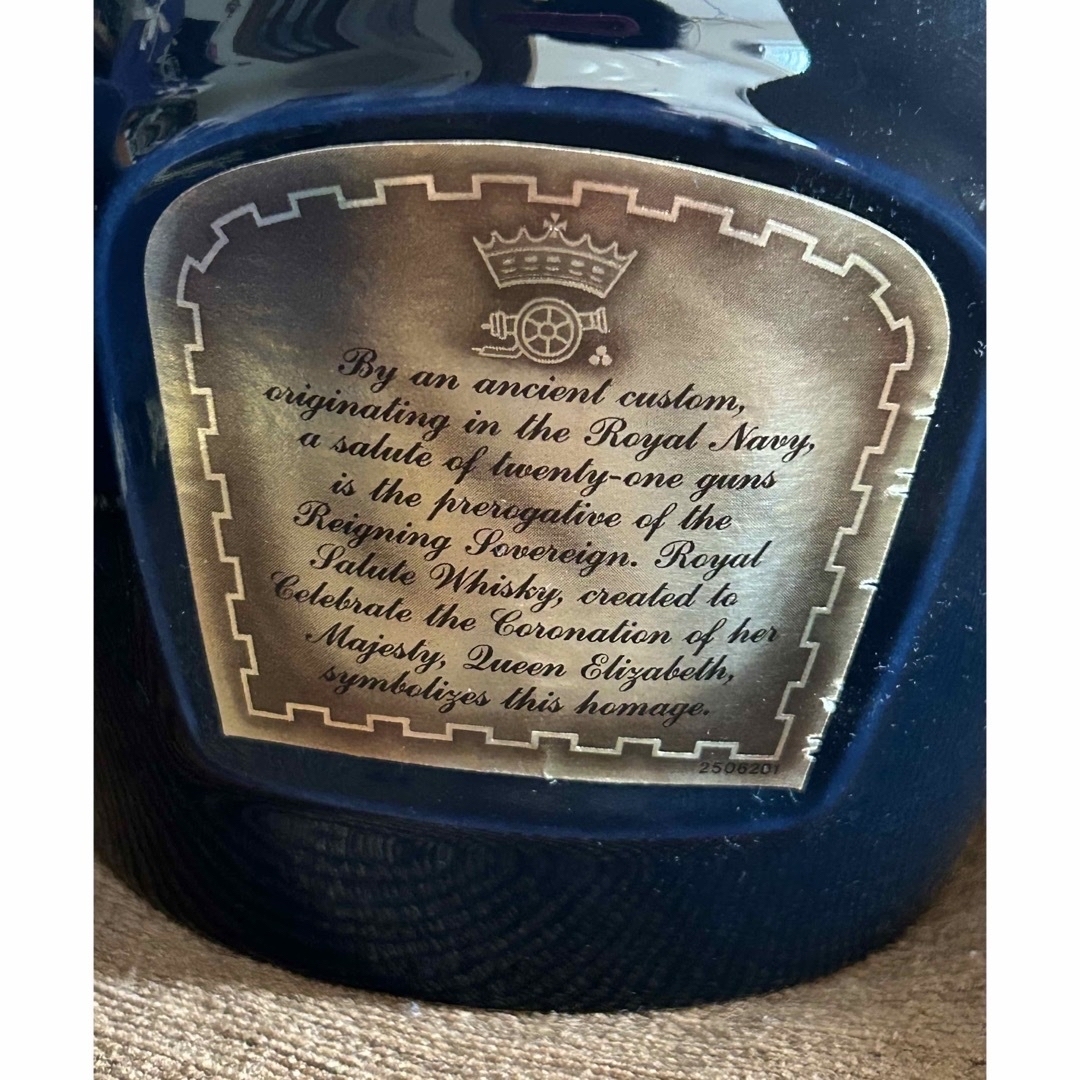 By an ancient custom,
originating in the Royal Navy,
a salute of twenty-one guns
is the prerogative of the
Reigning Sovereign. Royal
Salute Whisky, created to
Celebrate the Coronation of her
Majesty, Queen Elizabeth,
symbolizes this homage.
2506201